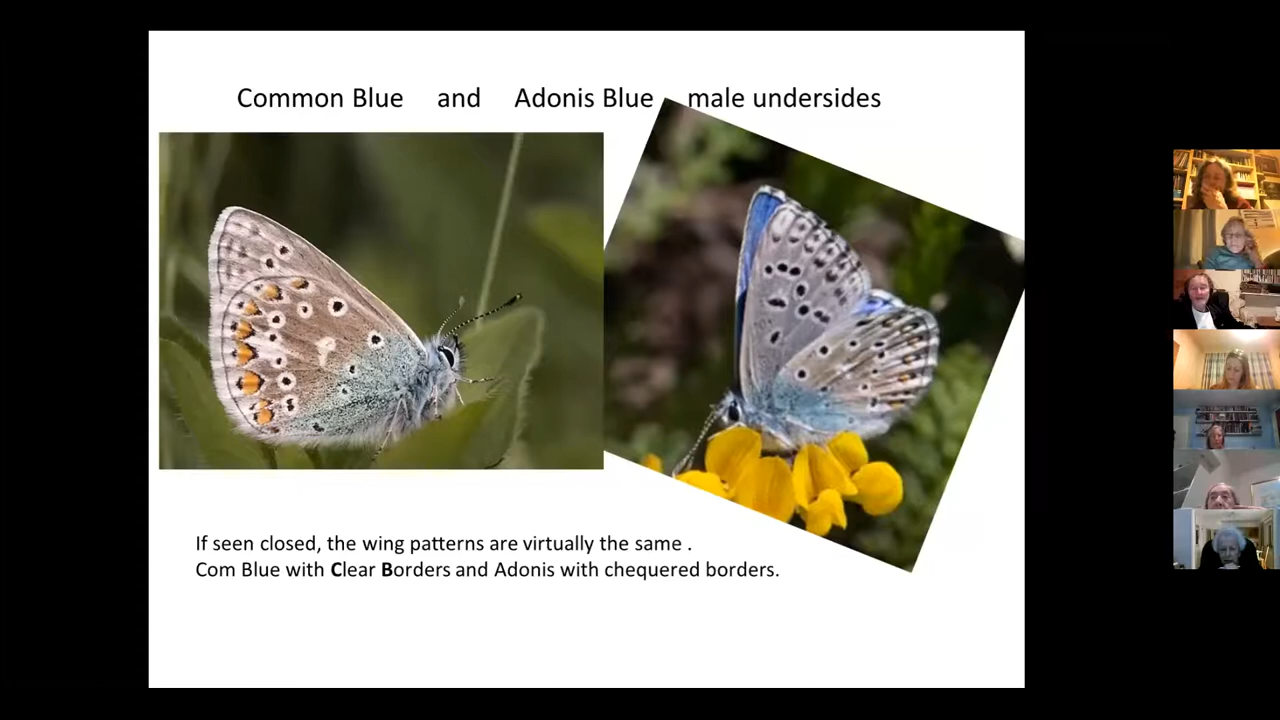 Common Blue and Adonis Blue male undersides
If seen closed, the wing patterns are virtually the same .
Com Blue with Clear Borders and Adonis with chequered borders.